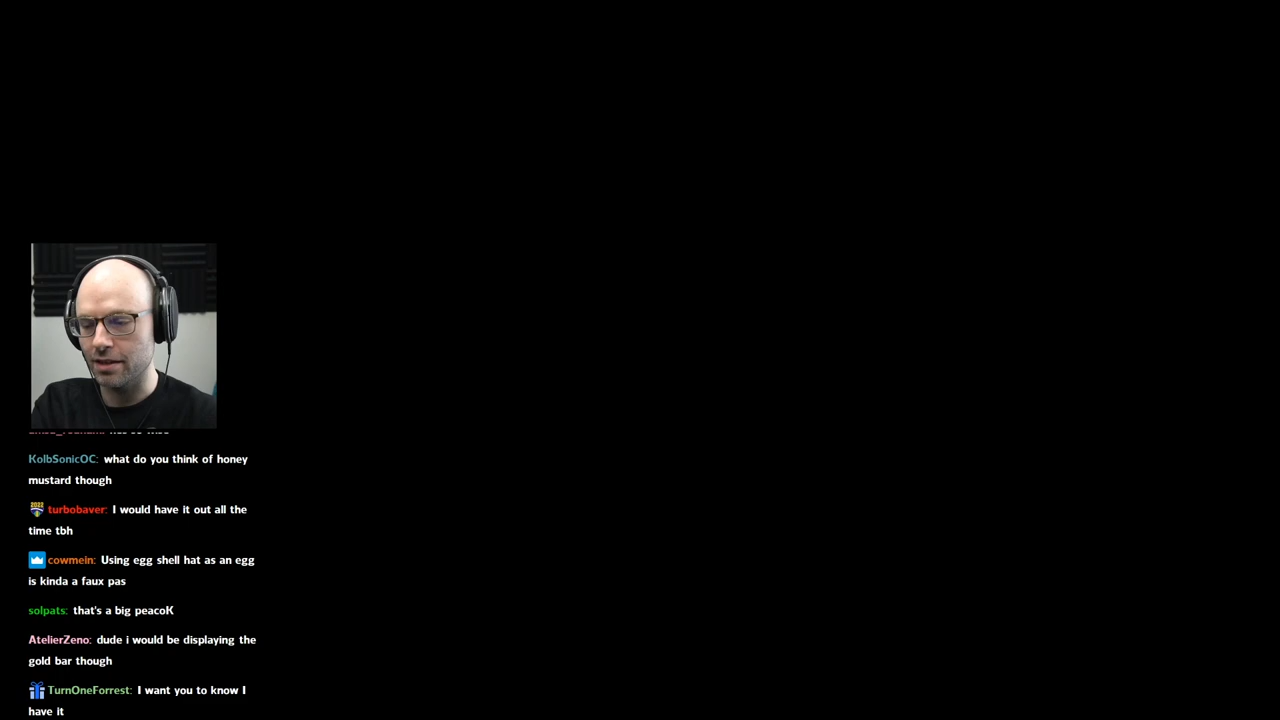 KolbSonicOC: what do you think of honey
mustard though
turbobaver: I would have it out all the
time tbh
cowmein: Using egg shell hat as an egg
is kinda a faux pas
solpats: that's a big peacoK
AtelierZeno: dude i would be displaying the
gold bar though
TurnOneForrest: I want you to know I
have it